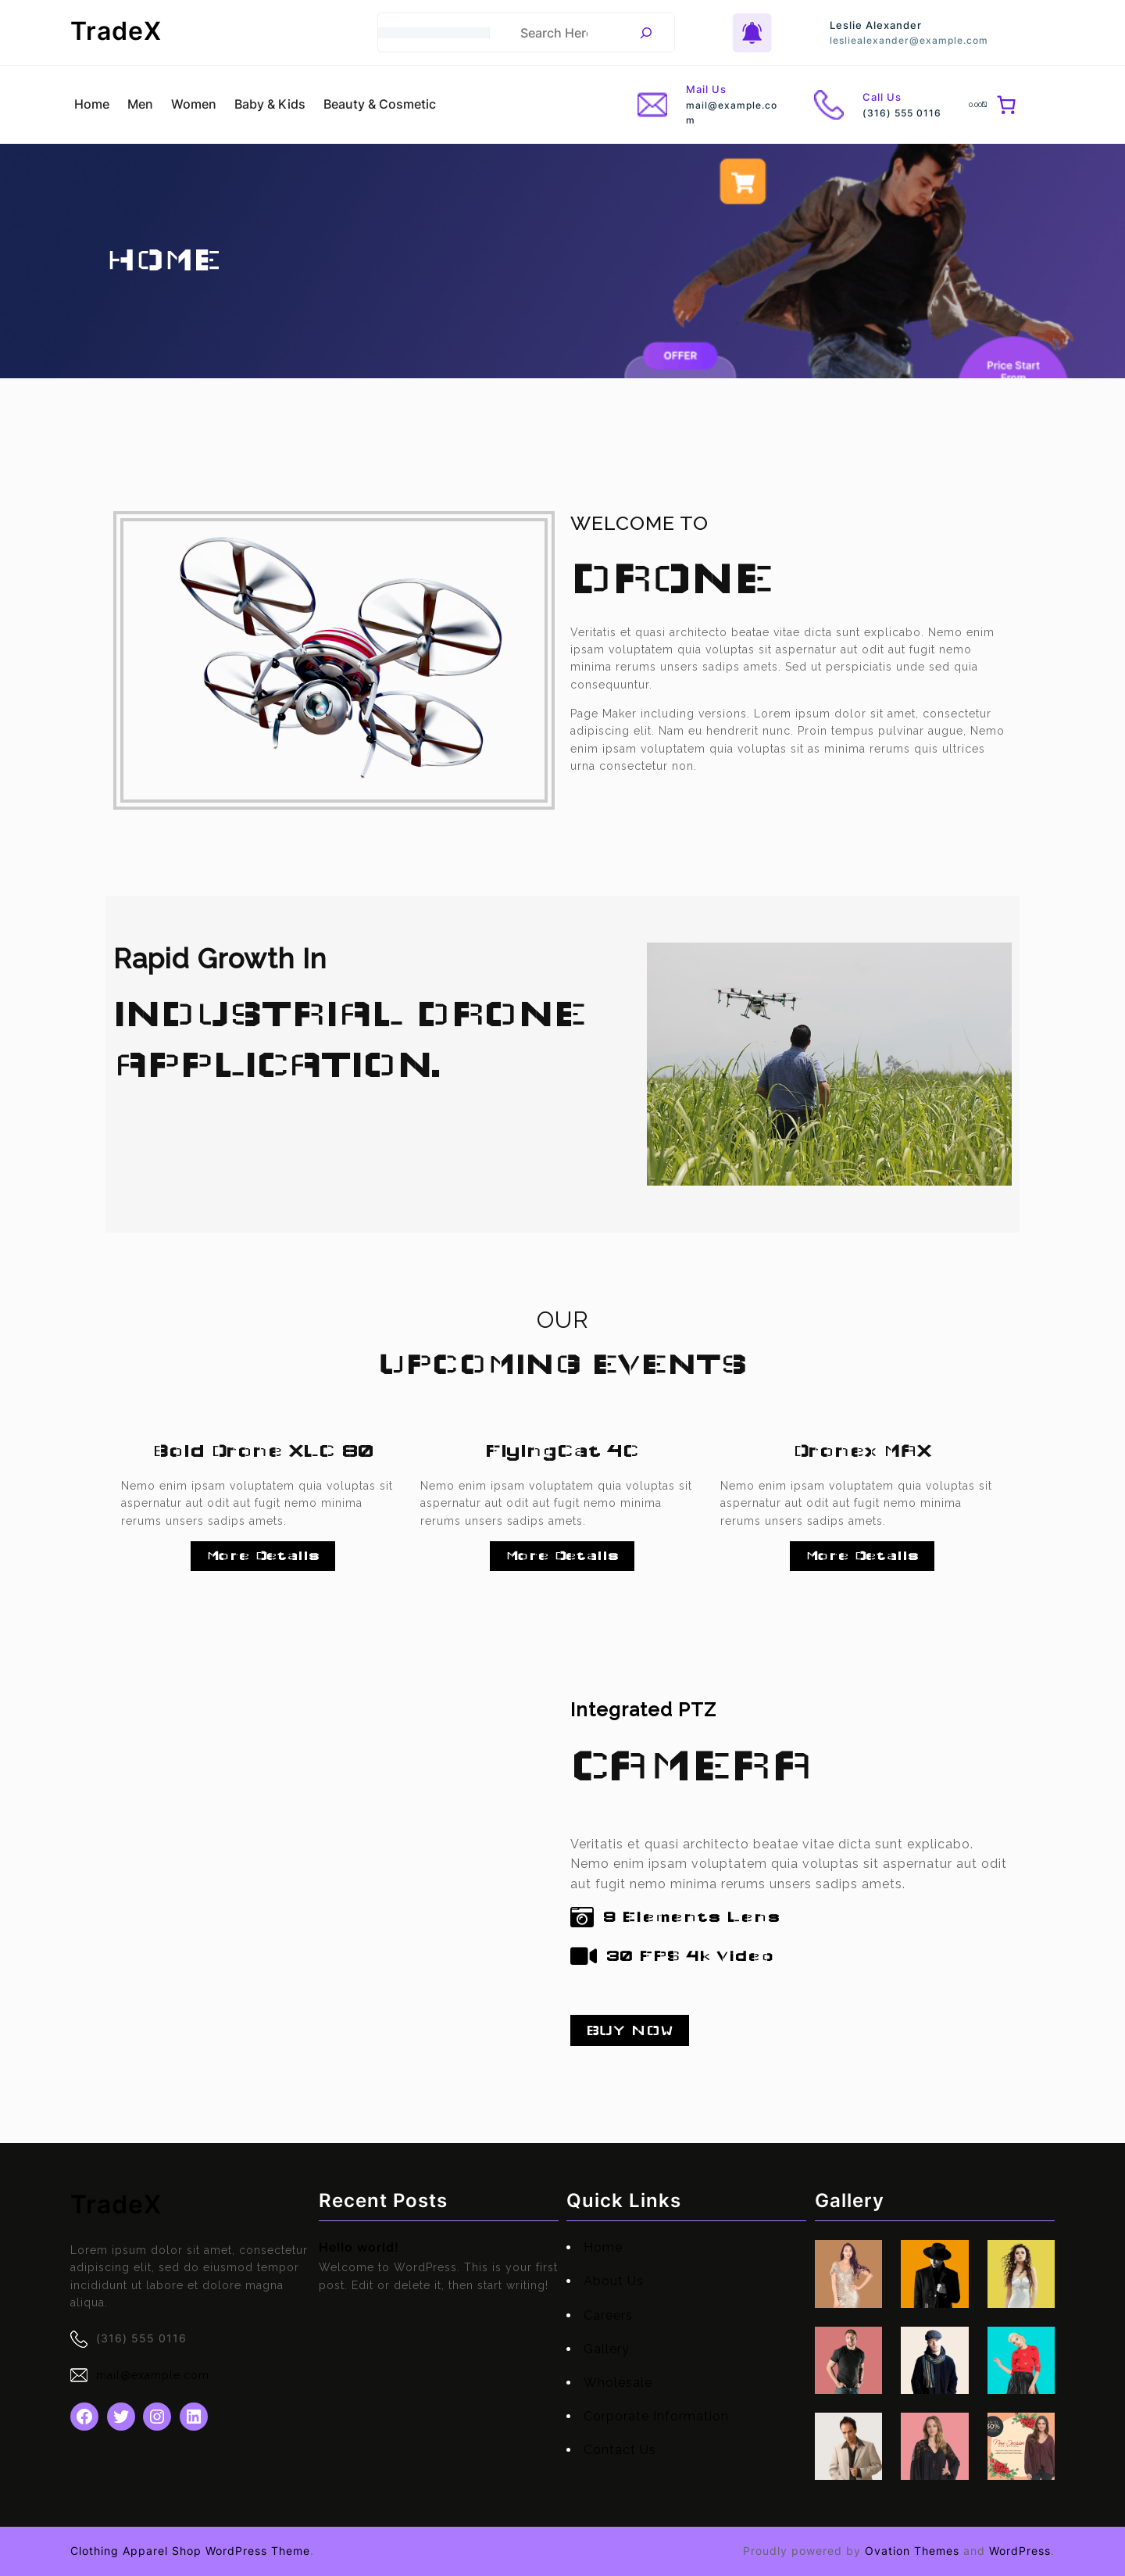 TradeX
Search Here
Leslie Alexander
lesliealexander@example.com
Home Men Women Baby & Kids Beauty & Cosmetic
Mail Us
mail@example.co
m
Call Us
(316) 555 0116
HOME
OFFER
Price Start
From
WELCOME TO
DRONE
Veritatis et quasi architecto beatae vitae dicta sunt explicabo. Nemo enim
ipsam voluptatem quia voluptas sit aspernatur aut odit aut fugit nemo
minima rerums unsers sadips amets. Sed ut perspiciatis unde sed quia
consequuntur.
Page Maker including versions. Lorem ipsum dolor sit amet, consectetur
adipiscing elit. Nam eu hendrerit nunc. Proin tempus pulvinar augue, Nemo
enim ipsam voluptatem quia voluptas sit as minima rerums quis ultrices
urna consectetur non.
Rapid Growth In
INDUSTRIAL DRONE
APPLICATION.
OUR
UPCOMING EVENTS
Bold Drone XLC 80
Nemo enim ipsam voluptatem quia voluptas sit
aspernatur aut odit aut fugit nemo minima
rerums unsers sadips amets.
More Details
FlyingCat 4C
Nemo enim ipsam voluptatem quia voluptas sit
aspernatur aut odit aut fugit nemo minima
rerums unsers sadips amets.
More Details
Dronex MAX
Nemo enim ipsam voluptatem quia voluptas sit
aspernatur aut odit aut fugit nemo minima
rerums unsers sadips amets.
More Details
Integrated PTZ
CAMERA
Veritatis et quasi architecto beatae vitae dicta sunt explicabo.
Nemo enim ipsam voluptatem quia voluptas sit aspernatur aut odit
aut fugit nemo minima rerums unsers sadips amets.
9 Elements Lens
30 FPS 4k Video
BUY NOW
TradeX
Lorem ipsum dolor sit amet, consectetur
adipiscing elit, sed do eiusmod tempor
incididunt ut labore et dolore magna
aliqua.
(316) 555 0116
mail@example.com
Recent Posts
Hello world!
Welcome to WordPress. This is your first
post. Edit or delete it, then start writing!
Quick Links
Home
About Us
Careers
Gallery
Wholesale
Corporate Information
Contact Us
Gallery
Clothing Apparel Shop WordPress Theme.
Proudly powered by Ovation Themes and WordPress.